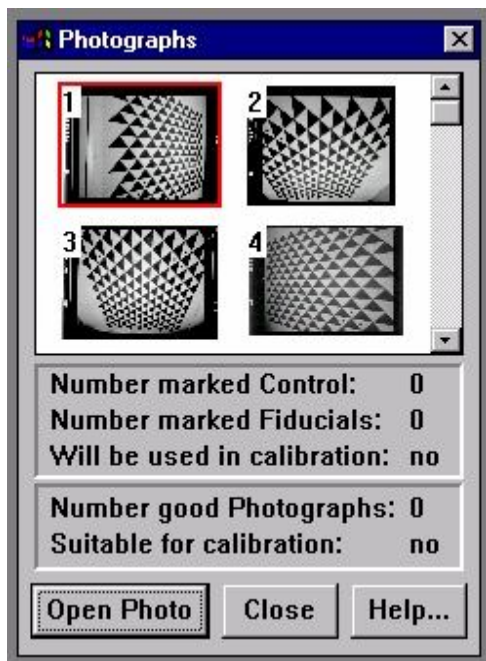 Photographs
1 2
3 4
Number marked Control: 0
Number marked Fiducials: 0
Will be used in calibration: no
Number good Photographs: 0
Suitable for calibration: no
Open Photo Close Help...